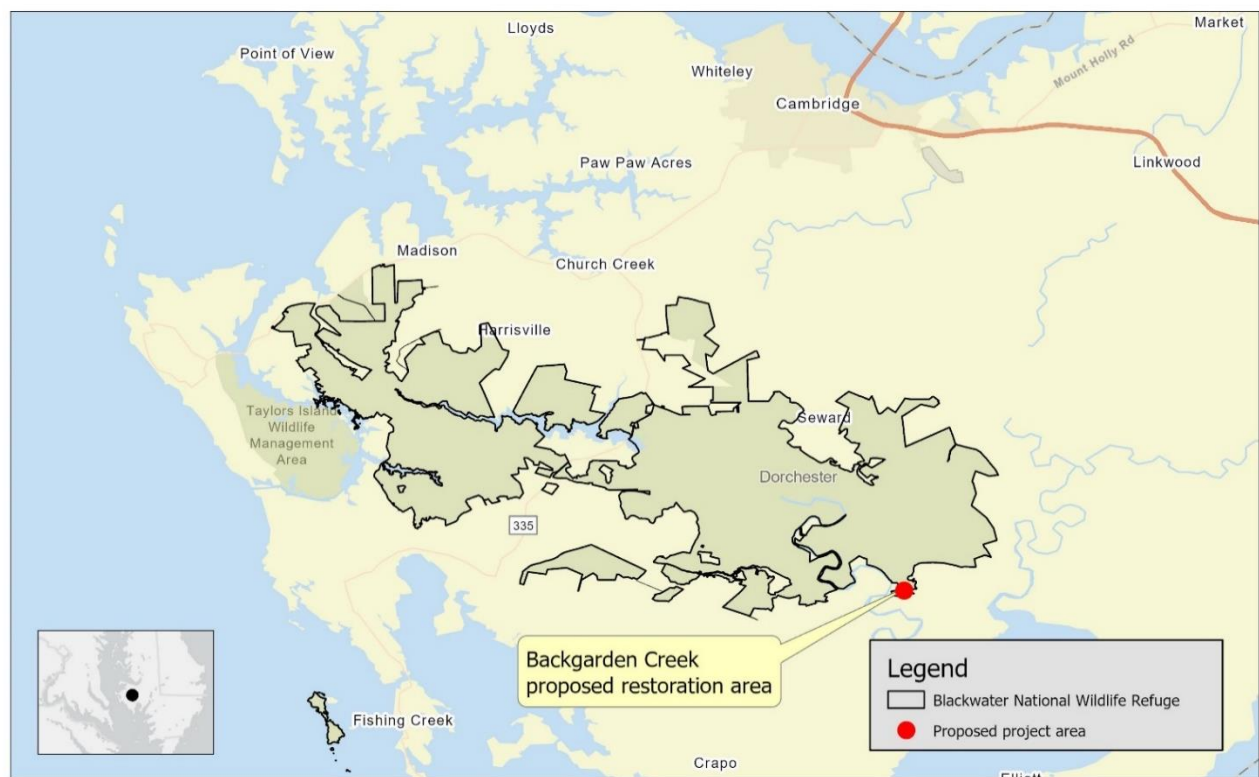 Lloyds
Market
Point of View
Whiteley
Mount Holly Rd
Cambridge
Paw Paw Acres
Linkwood
Madison
Church Creek
Harrisville
Taylors Island
Wildlife
Management
Area
Seward
Dorchester
335
Backgarden Creek
proposed restoration area
Legend
Blackwater National Wildlife Refuge
Proposed project area
Fishing Creek
Crapo